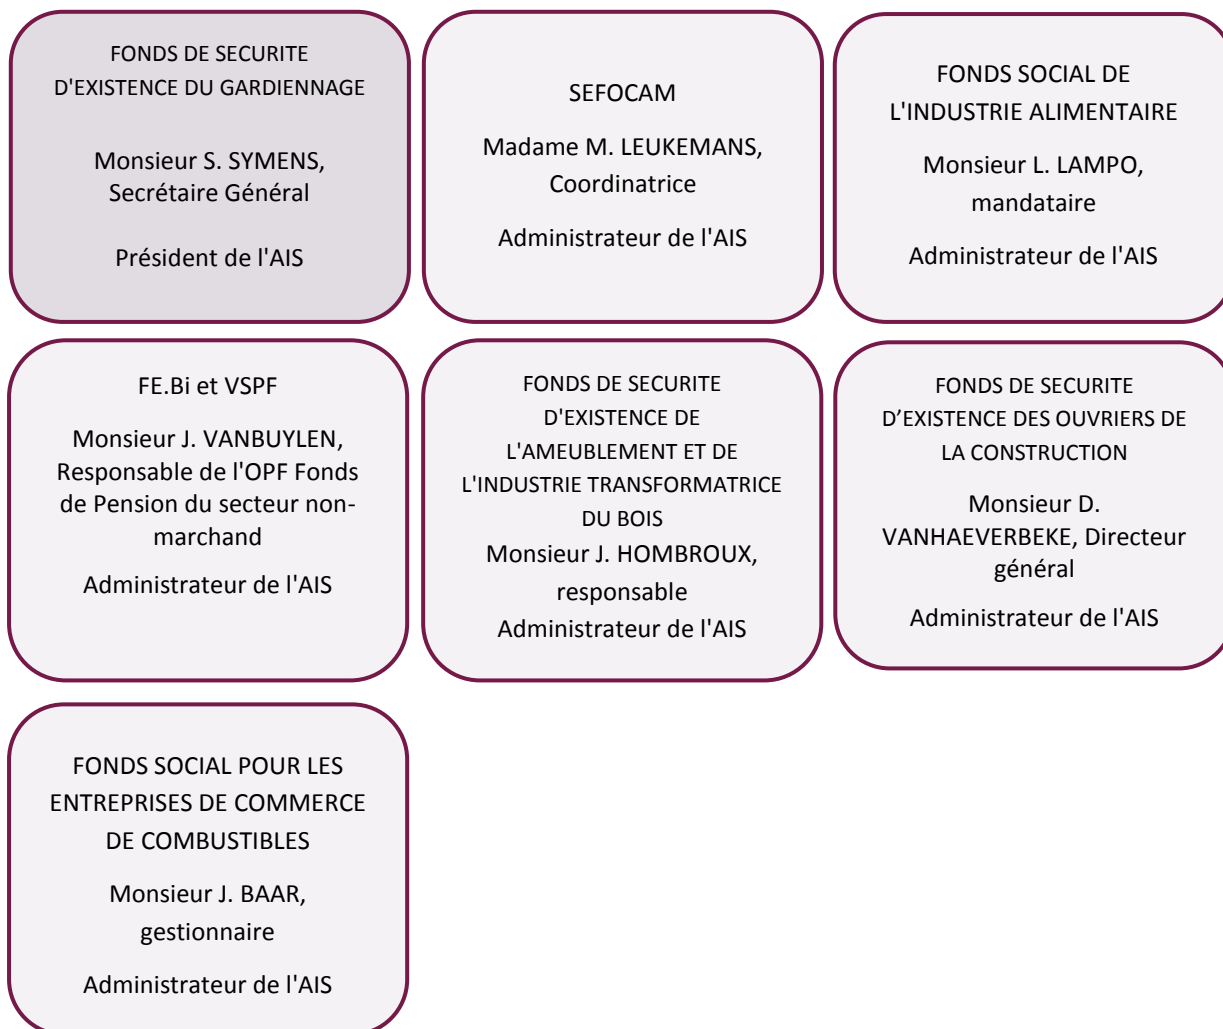 FONDS DE SECURITE
D'EXISTENCE DU GARDIENNAGE
Monsieur S. SYMENS,
Secrétaire Général
Président de l'AIS
SEFOCAM
Madame M. LEUKEMANS,
Coordinatrice
Administrateur de l'AIS
FONDS SOCIAL DE
L'INDUSTRIE ALIMENTAIRE
Monsieur L. LAMPO,
mandataire
Administrateur de l'AIS
FE.Bi et VSPF
Monsieur J. VANBUYLEN,
Responsable de l'OPF Fonds
de Pension du secteur non-
marchand
Administrateur de l'AIS
FONDS DE SECURITE
D'EXISTENCE DE
L'AMEUBLEMENT ET DE
L'INDUSTRIE TRANSFORMATRICE
DU BOIS
Monsieur J. HOMBROUX,
responsable
Administrateur de l'AIS
FONDS DE SECURITE
D’EXISTENCE DES OUVRIERS DE
LA CONSTRUCTION
Monsieur D.
VANHAEVERBEKE, Directeur
général
Administrateur de l'AIS
FONDS SOCIAL POUR LES
ENTREPRISES DE COMMERCE
DE COMBUSTIBLES
Monsieur J. BAAR,
gestionnaire
Administrateur de l'AIS